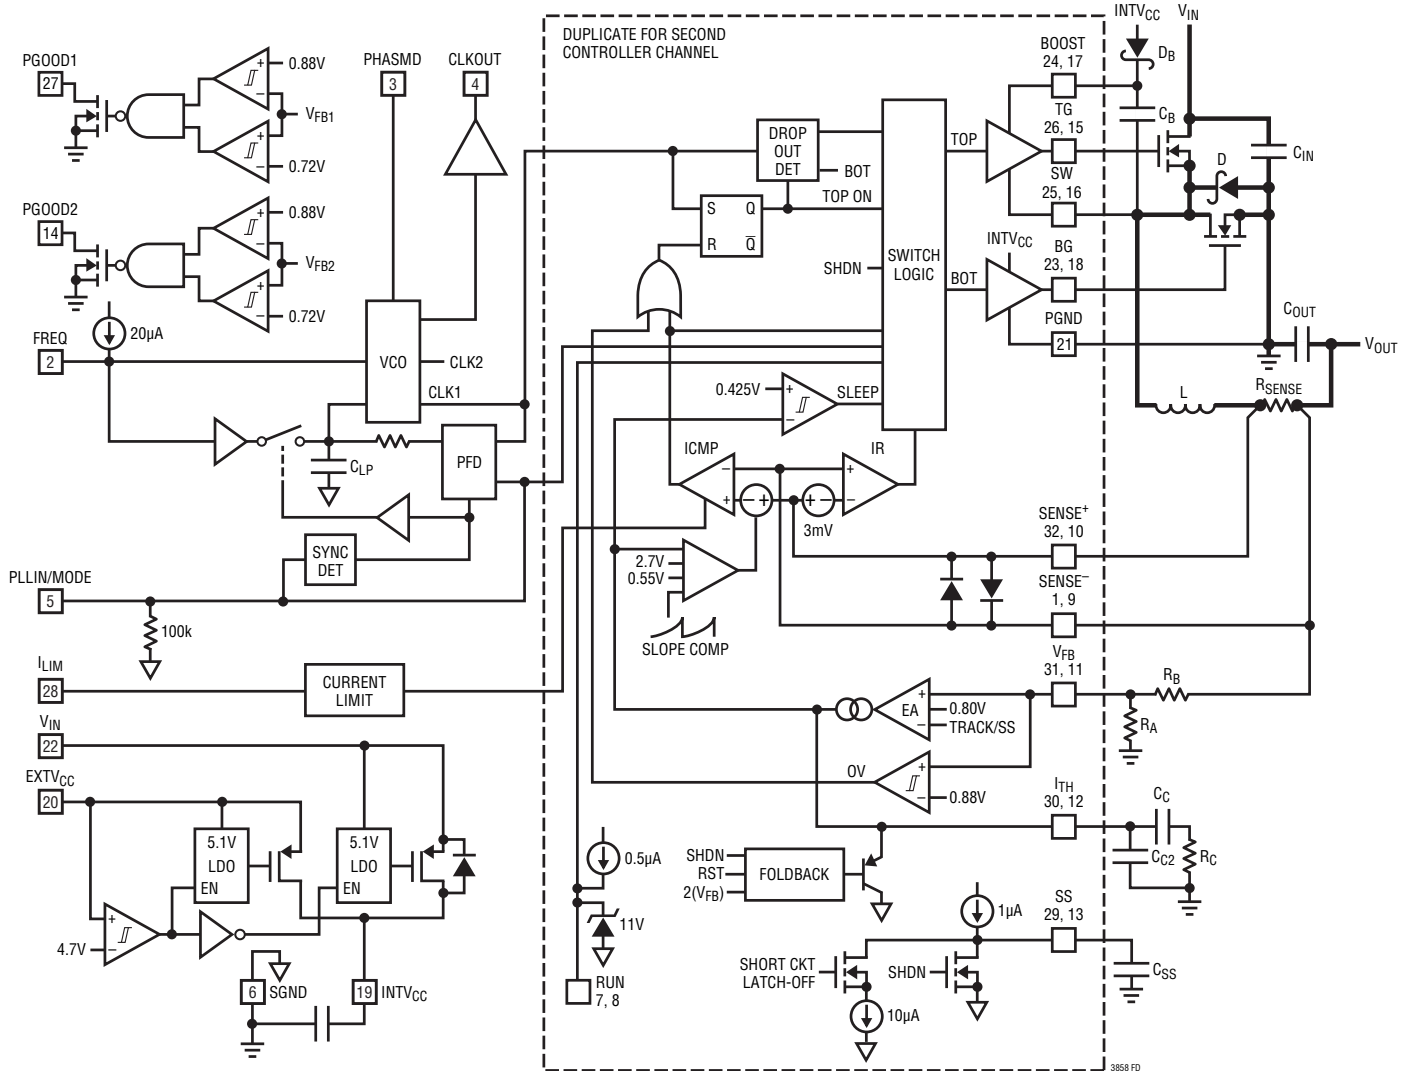 DUPLICATE FOR SECOND
CONTROLLER CHANNEL
PGOOD1
27
0.88V
VFB1
0.72V
PHASMD
3
CLKOUT
4
PGOOD2
14
0.88V
VFB2
0.72V
20µA
FREQ
2
VCO
CLK2
CLK1
CLP
PFD
SYNC
DET
PLLIN/MODE
5
100k
ILIM
28
CURRENT
LIMIT
VIN
22
EXTVCC
20
5.1V
LDO
EN
5.1V
LDO
EN
4.7V
6
SGND
19
INTVCC
DROP
OUT
DET
BOT
TOP ON
S
Q
R
Q̅
SHDN
SWITCH
LOGIC
TOP
INTVCC
BOT
0.425V
SLEEP
ICMP
IR
3mV
2.7V
0.55V
SLOPE COMP
EA
0.80V
TRACK/SS
OV
0.88V
0.5µA
11V
RUN
7, 8
SHDN
RST
2(VFB)
FOLDBACK
1µA
SHORT CKT
LATCH-OFF
SHDN
10µA
BOOST
24, 17
TG
26, 15
SW
25, 16
BG
23, 18
PGND
21
SENSE+
32, 10
SENSE–
1, 9
VFB
31, 11
ITH
30, 12
SS
29, 13
INTVCC
VIN
DB
CB
D
CIN
COUT
VOUT
L
RSENSE
RB
RA
CC
CC2
RC
CSS
3858 FD